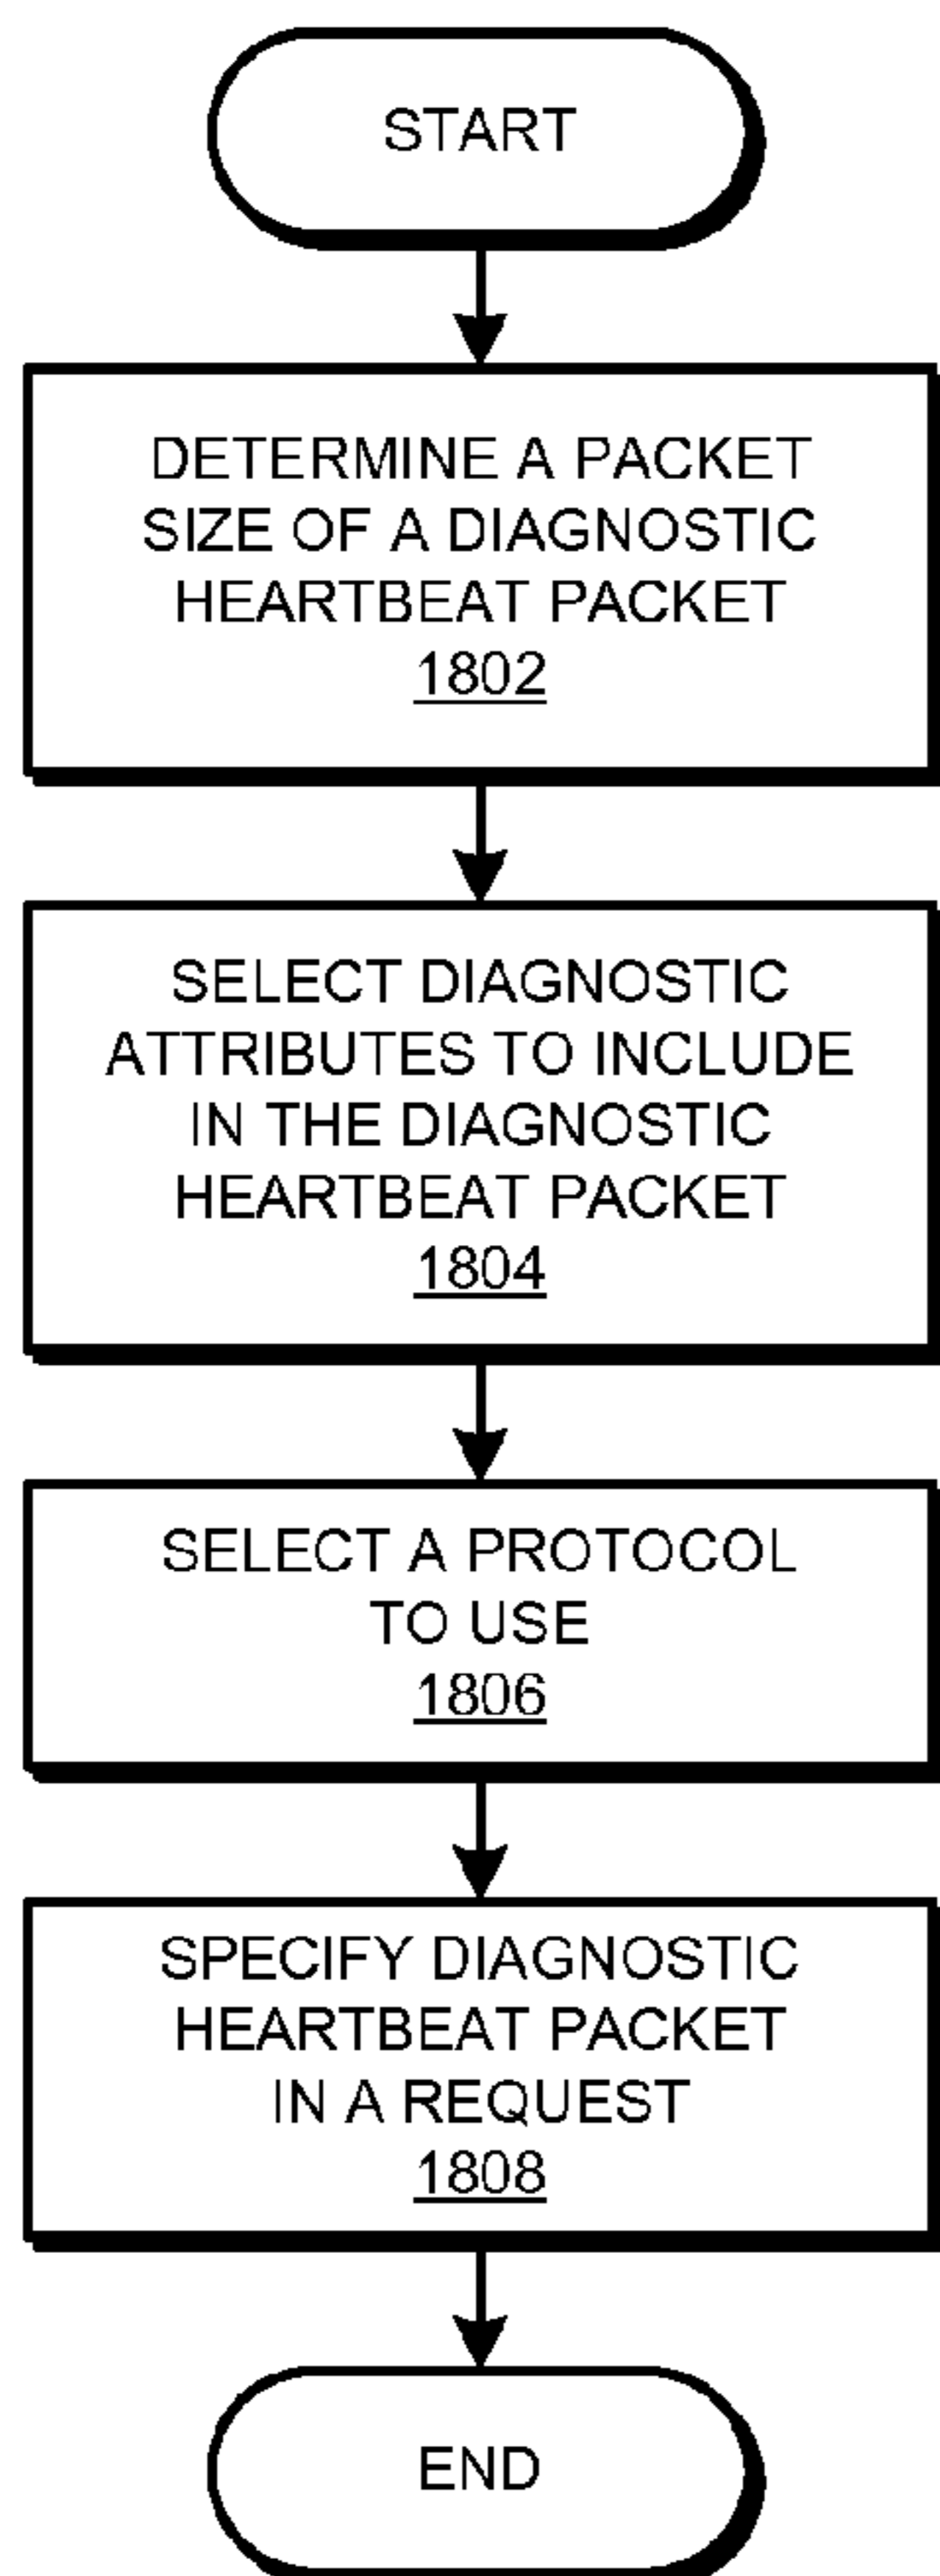 START
DETERMINE A PACKET
SIZE OF A DIAGNOSTIC
HEARTBEAT PACKET
1802
SELECT DIAGNOSTIC
ATTRIBUTES TO INCLUDE
IN THE DIAGNOSTIC
HEARTBEAT PACKET
1804
SELECT A PROTOCOL
TO USE
1806
SPECIFY DIAGNOSTIC
HEARTBEAT PACKET
IN A REQUEST
1808
END